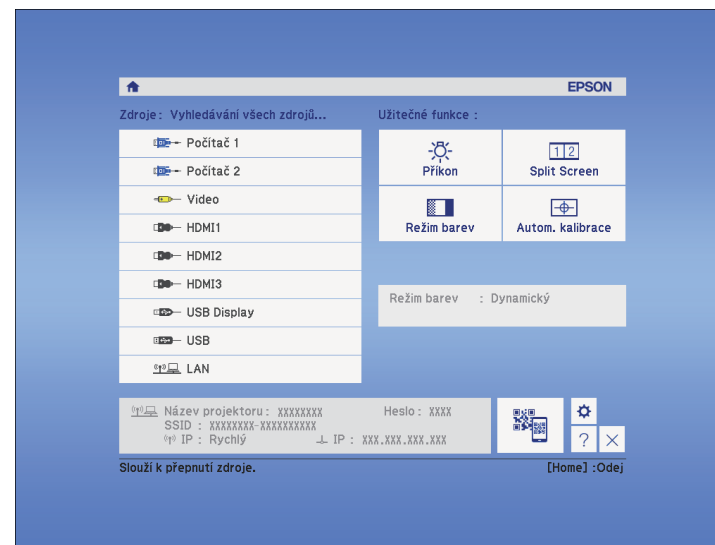 EPSON
Zdroje : Vyhledávání všech zdrojů...
Počítač 1
Počítač 2
Video
HDMI1
HDMI2
HDMI3
USB Display
USB
LAN
Užitečné funkce :
Příkon
1 2
Split Screen
Režim barev
Autom. kalibrace
Režim barev : Dynamický
Název projektoru : XXXXXXXX Heslo : XXXX
SSID : XXXXXXXX-XXXXXXXXXX
IP : Rychlý IP : XXX.XXX.XXX.XXX
?
Slouží k přepnutí zdroje. [Home] :Odej